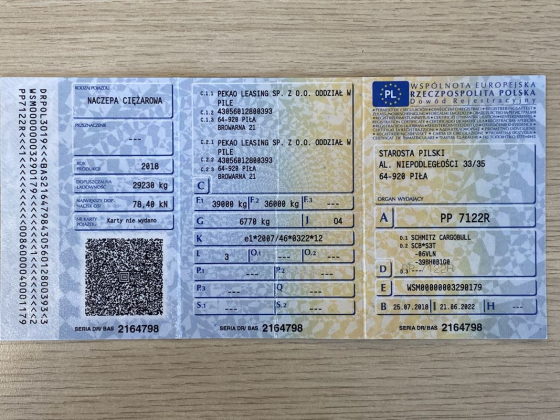 DRPOL3019<<BAS2164798430560128003933<3
WSM00000003290179<<<<<<<<<<<<<
PP7122R<<<1<<<<<
RODZAJ POJAZDU
NACZEPA CIĘŻAROWA
PRZEZNACZENIE
---
ROK PRODUKCJI 2018
DOPUSZCZALNA ŁADOWNOŚĆ 29230 kg
NAJWIĘKSZY DOP. NACISK OSI 78,40 kN
NR KARTY POJAZDU Karty nie wydano
SERIA DR/ BAS 2164798
C.1.1 PEKAO LEASING SP. Z O.O. ODDZIAŁ W
PILE
C.1.2 43056012800393
C.1.3 64-920 PIŁA
BROWARNA 21
C.2.1 PEKAO LEASING SP. Z O.O. ODDZIAŁ W
PILE
C.2.2 43056012800393
C.2.3 64-920 PIŁA
BROWARNA 21
C
F.1 39000 kg F.2 36000 kg F.3 ---
G 6770 kg J 04
K e1*2007/46*0322*12
L 3 O.1 --- O.2 ---
P.1 --- P.2 ---
P.3 --- Q ---
S.1 --- S.2 ---
SERIA DR/ BAS 2164798
PL
WSPÓLNOTA EUROPEJSKA
RZECZPOSPOLITA POLSKA
Dowód Rejestracyjny
STAROSTA PILSKI
AL. NIEPODLEGŁOŚCI 33/35
64-920 PIŁA
ORGAN WYDAJĄCY
A PP 7122R
D.1 SCHMITZ CARGOBULL
D.2 SCB*S3T
D
D.3
E WSM00000003290179
B 25.07.2018 I 21.06.2022 H ---
SERIA DR/ BAS 2164798